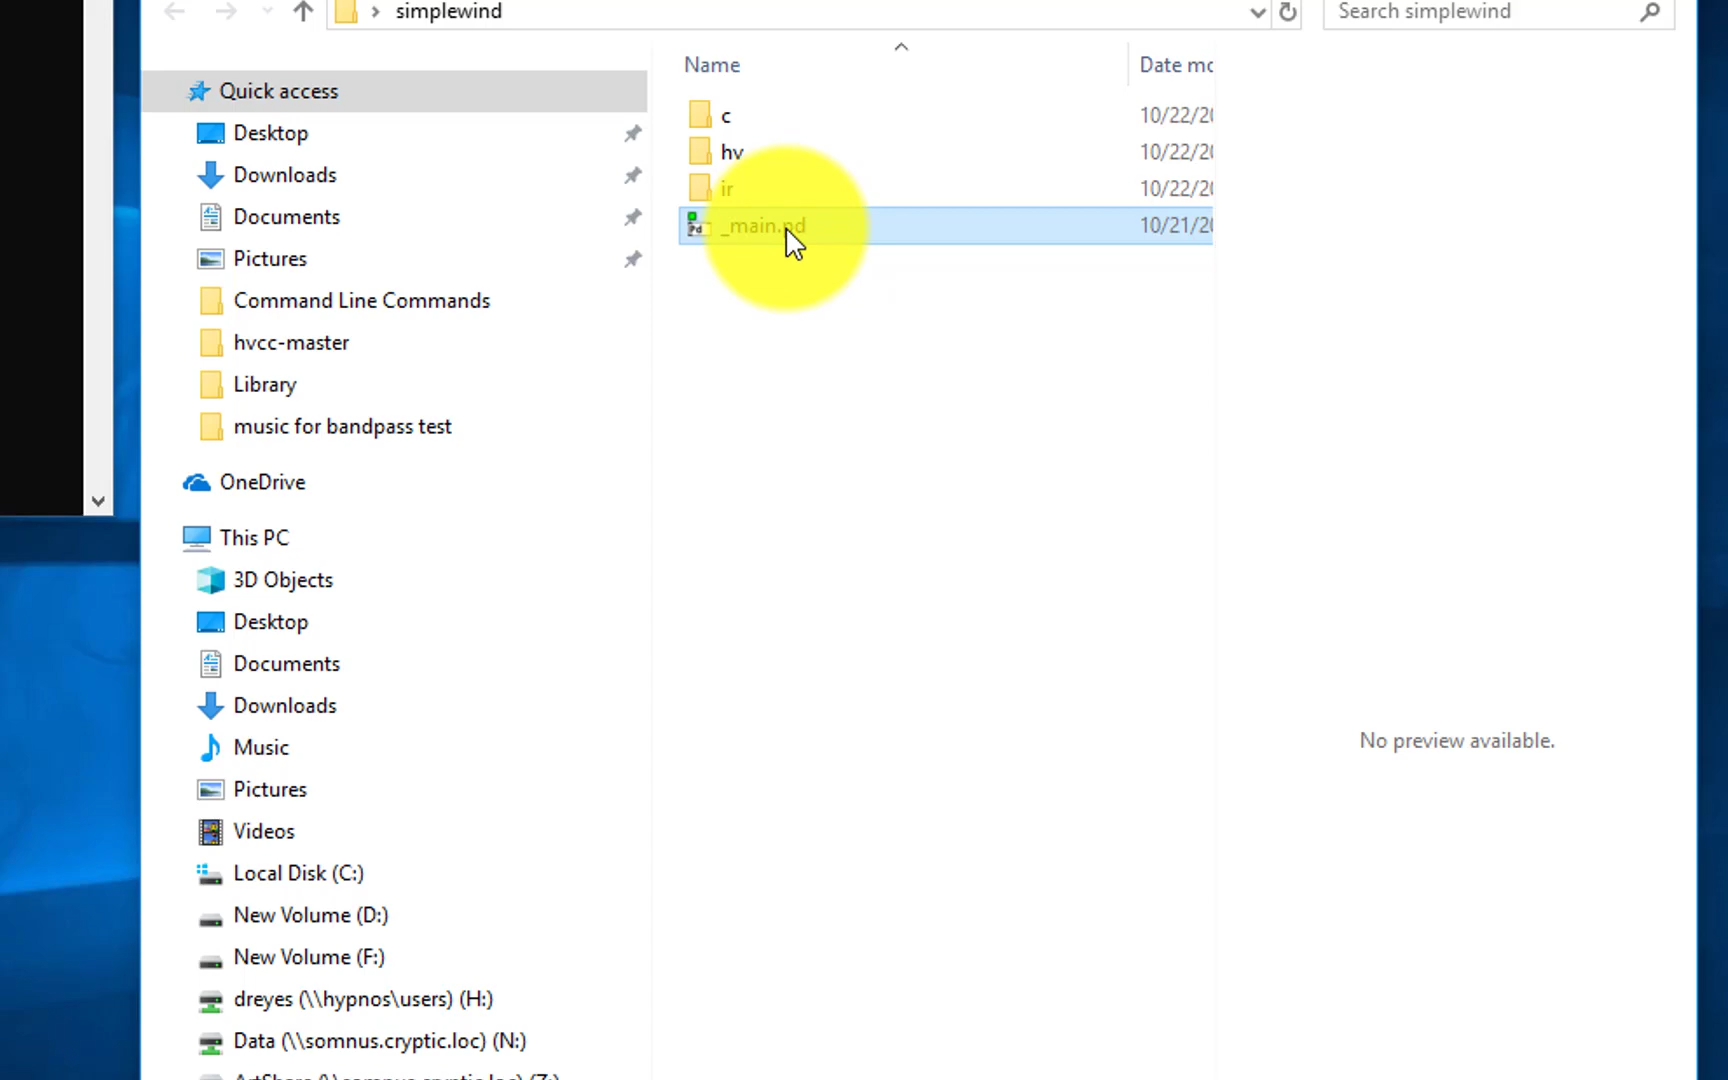 simplewind
Search simplewind
Name
Date mo
Quick access
Desktop
Downloads
Documents
Pictures
Command Line Commands
hvcc-master
Library
music for bandpass test
OneDrive
This PC
3D Objects
Desktop
Documents
Downloads
Music
Pictures
Videos
Local Disk (C:)
New Volume (D:)
New Volume (F:)
dreyes (\\hypnos\users) (H:)
Data (\\somnus.cryptic.loc) (N:)
c
10/22/20
hv
10/22/20
ir
10/22/20
_main.pd
10/21/20
No preview available.